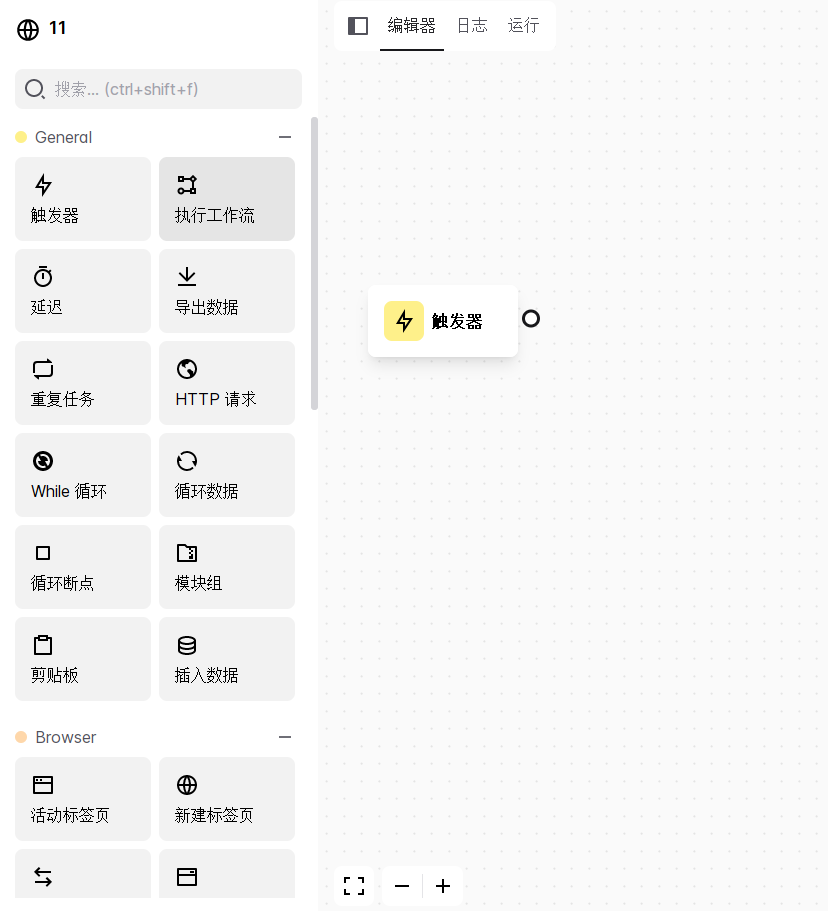 11
编辑器 日志 运行
搜索... (ctrl+shift+f)
General
触发器 执行工作流
延迟 导出数据
触发器
重复任务 HTTP 请求
While 循环 循环数据
循环断点 模块组
剪贴板 插入数据
Browser
活动标签页 新建标签页